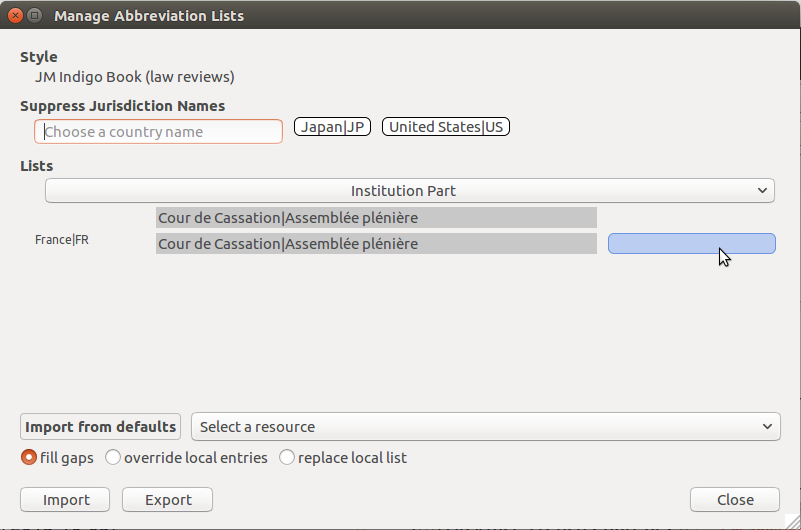 Manage Abbreviation Lists
Style
JM Indigo Book (law reviews)
Suppress Jurisdiction Names
Choose a country name Japan|JP United States|US
Lists
Institution Part
Cour de Cassation|Assemblée plénière
France|FR Cour de Cassation|Assemblée plénière
Import from defaults Select a resource
fill gaps override local entries replace local list
Import Export Close